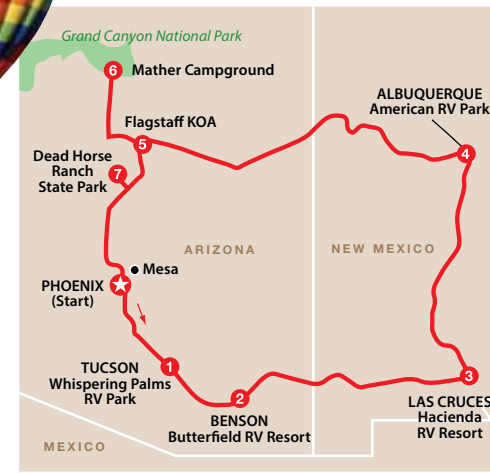 Grand Canyon National Park
6
Mather Campground
ALBUQUERQUE
American RV Park
Flagstaff KOA
5
4
Dead Horse
Ranch
State Park
7
ARIZONA
NEW MEXICO
Mesa
PHOENIX
(Start)
1
TUCSON
Whispering Palms
RV Park
2
BENSON
Butterfield RV Resort
3
LAS CRUCES
Hacienda
RV Resort
MEXICO